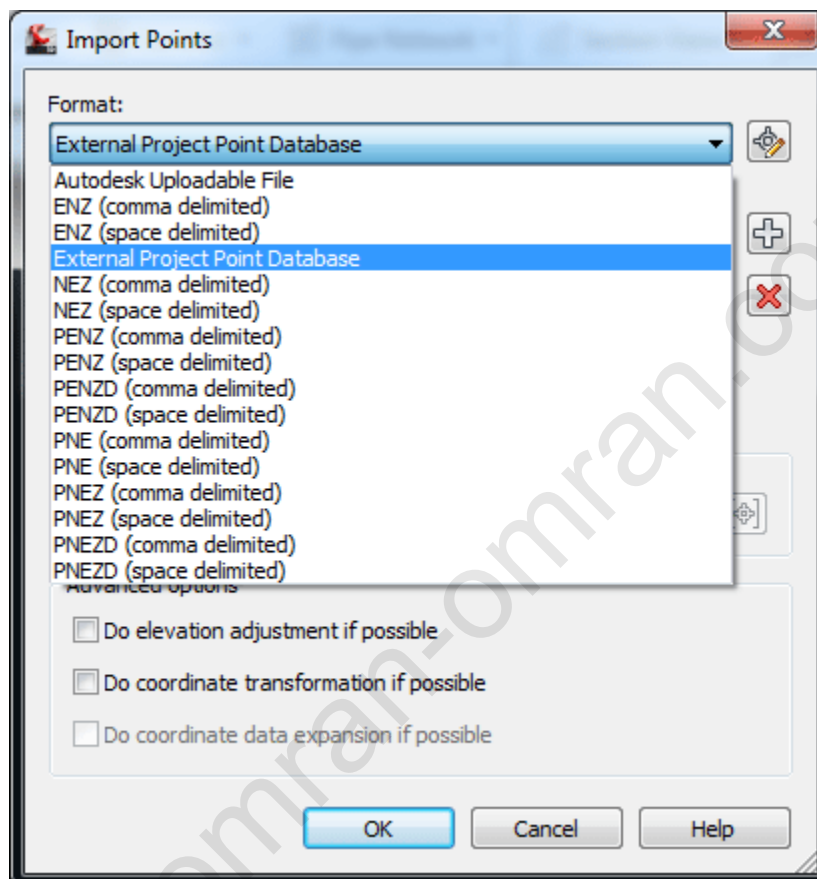 Import Points
Format:
External Project Point Database
Autodesk Uploadable File
ENZ (comma delimited)
ENZ (space delimited)
External Project Point Database
NEZ (comma delimited)
NEZ (space delimited)
PENZ (comma delimited)
PENZ (space delimited)
PENZD (comma delimited)
PENZD (space delimited)
PNE (comma delimited)
PNE (space delimited)
PNEZ (comma delimited)
PNEZ (space delimited)
PNEZD (comma delimited)
PNEZD (space delimited)
Advanced options
Do elevation adjustment if possible
Do coordinate transformation if possible
Do coordinate data expansion if possible
OK
Cancel
Help